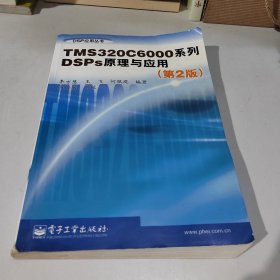 DSP应用丛书
TMS320C6000系列
DSPs原理与应用
(第2版)
编著
电子工业出版社
www.phei.com.cn